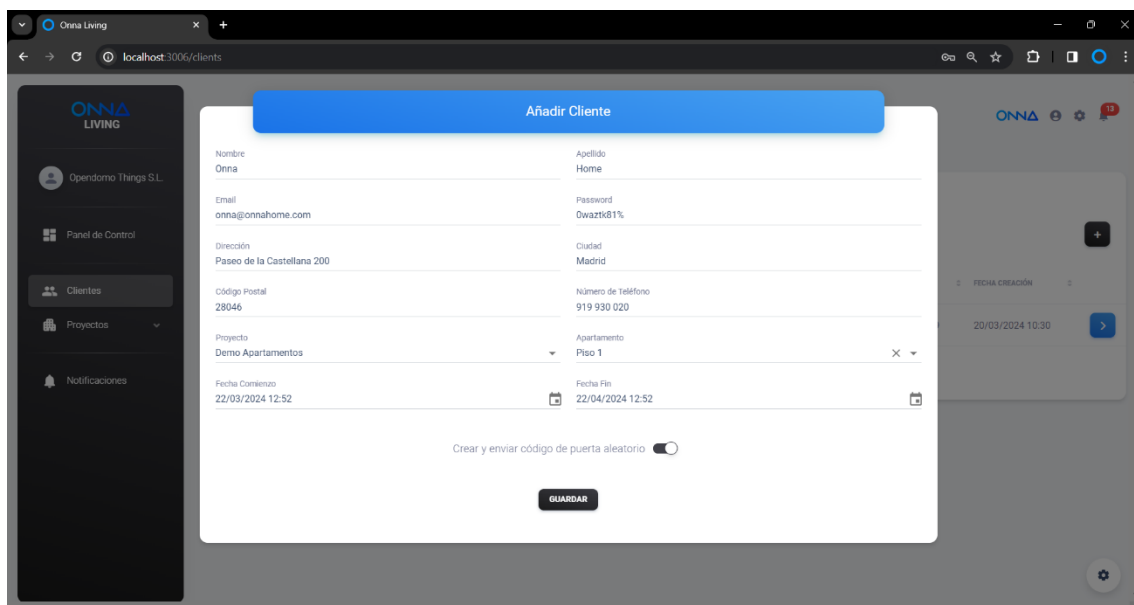 Onna Living
localhost:3006/clients
ONNA
LIVING
Opendomo Things S.L.
Panel de Control
Clientes
Proyectos
Notificaciones
Añadir Cliente
Nombre
Onna
Apellido
Home
Email
onna@onnahome.com
Password
0waztk81%
Dirección
Paseo de la Castellana 200
Ciudad
Madrid
Código Postal
28046
Número de Teléfono
919 930 020
Proyecto
Demo Apartamentos
Apartamento
Piso 1
Fecha Comienzo
22/03/2024 12:52
Fecha Fin
22/04/2024 12:52
Crear y enviar código de puerta aleatorio
GUARDAR
ONNA
13
FECHA CREACIÓN
20/03/2024 10:30